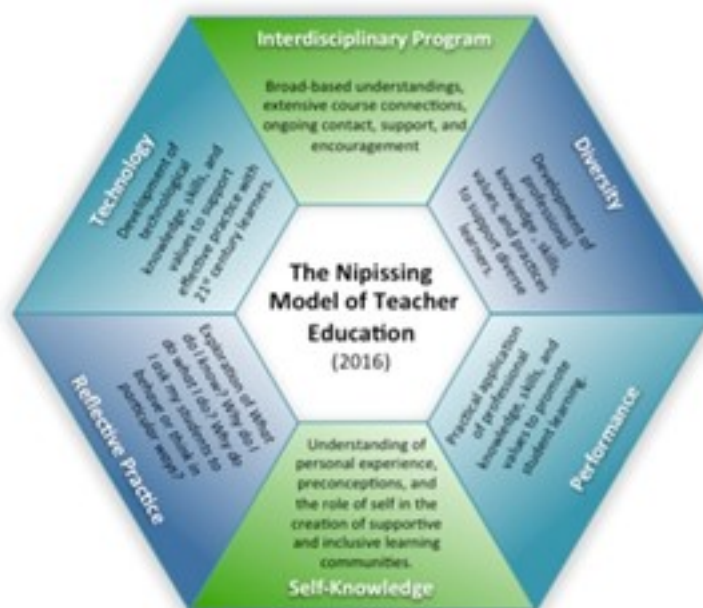 Interdisciplinary Program
Broad-based understandings,
extensive course connections,
ongoing contact, support, and
encouragement
Diversity
Development of
professional
knowledge, skills,
values, and practices
to support diverse
learners.
Performance
Practical application
of professional
knowledge, skills, and
values to promote
student learning.
Understanding of
personal experience,
preconceptions, and
the role of self in the
creation of supportive
and inclusive learning
communities.
Self-Knowledge
Reflective Practice
Exploration of What
do I know? Why do I
do what I do? Why do
I ask my students to
behave or think in
particular ways?
Technology
Development of
technological
knowledge, skills, and
values to support
effective practice with
21st century learners.
The Nipissing
Model of Teacher
Education
(2016)